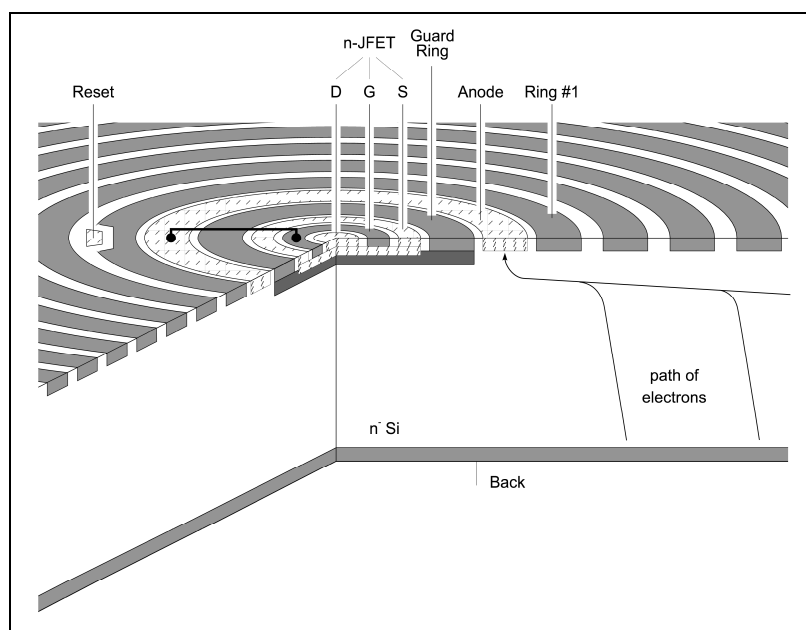 Guard
Ring
n-JFET
Reset
D G S
Anode
Ring #1
path of
electrons
n⁻ Si
Back